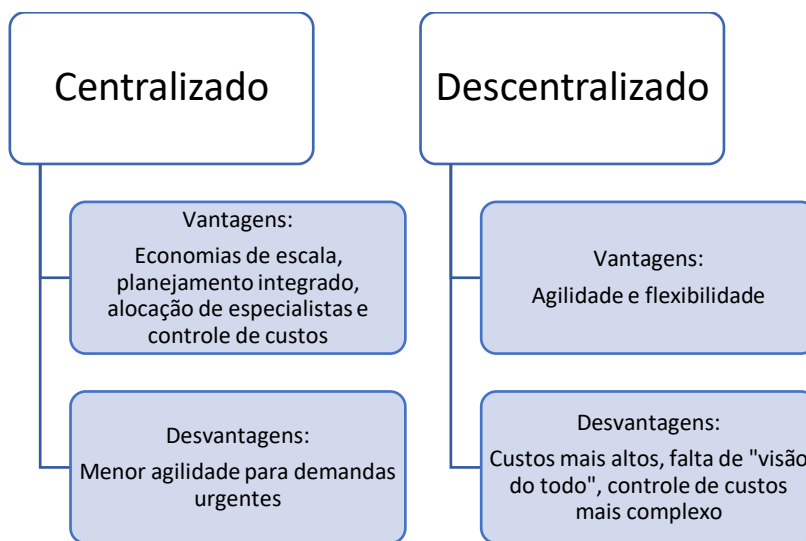 Centralizado
Vantagens:
Economias de escala,
planejamento integrado,
alocação de especialistas e
controle de custos
Desvantagens:
Menor agilidade para demandas
urgentes
Descentralizado
Vantagens:
Agilidade e flexibilidade
Desvantagens:
Custos mais altos, falta de "visão
do todo", controle de custos
mais complexo